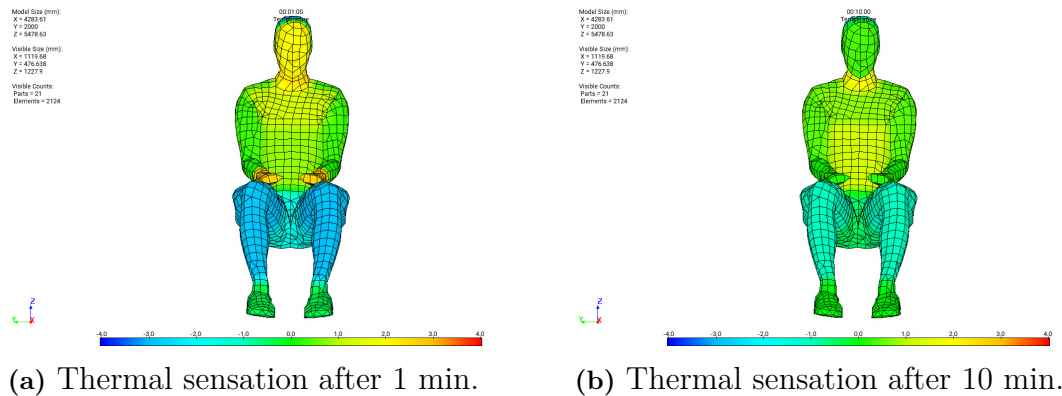 Model Size (mm):
X = 4283.61
Y = 2000
Z = 5478.63
Visible Size (mm):
X = 1119.68
Y = 476.638
Z = 1227.9
Visible Counts:
Parts = 21
Elements = 2124
00:01:00
Z
Y
X
-4,0 -3,0 -2,0 -1,0 0,0 1,0 2,0 3,0 4,0
(a) Thermal sensation after 1 min.
Model Size (mm):
X = 4283.61
Y = 2000
Z = 5478.63
Visible Size (mm):
X = 1119.68
Y = 476.638
Z = 1227.9
Visible Counts:
Parts = 21
Elements = 2124
00:10:00
Z
Y
X
-4,0 -3,0 -2,0 -1,0 0,0 1,0 2,0 3,0 4,0
(b) Thermal sensation after 10 min.